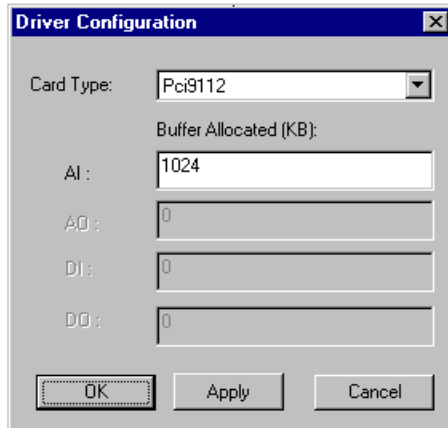 Driver Configuration
Card Type: Pci9112
Buffer Allocated (KB):
AI : 1024
AO : 0
DI : 0
DO : 0
OK Apply Cancel